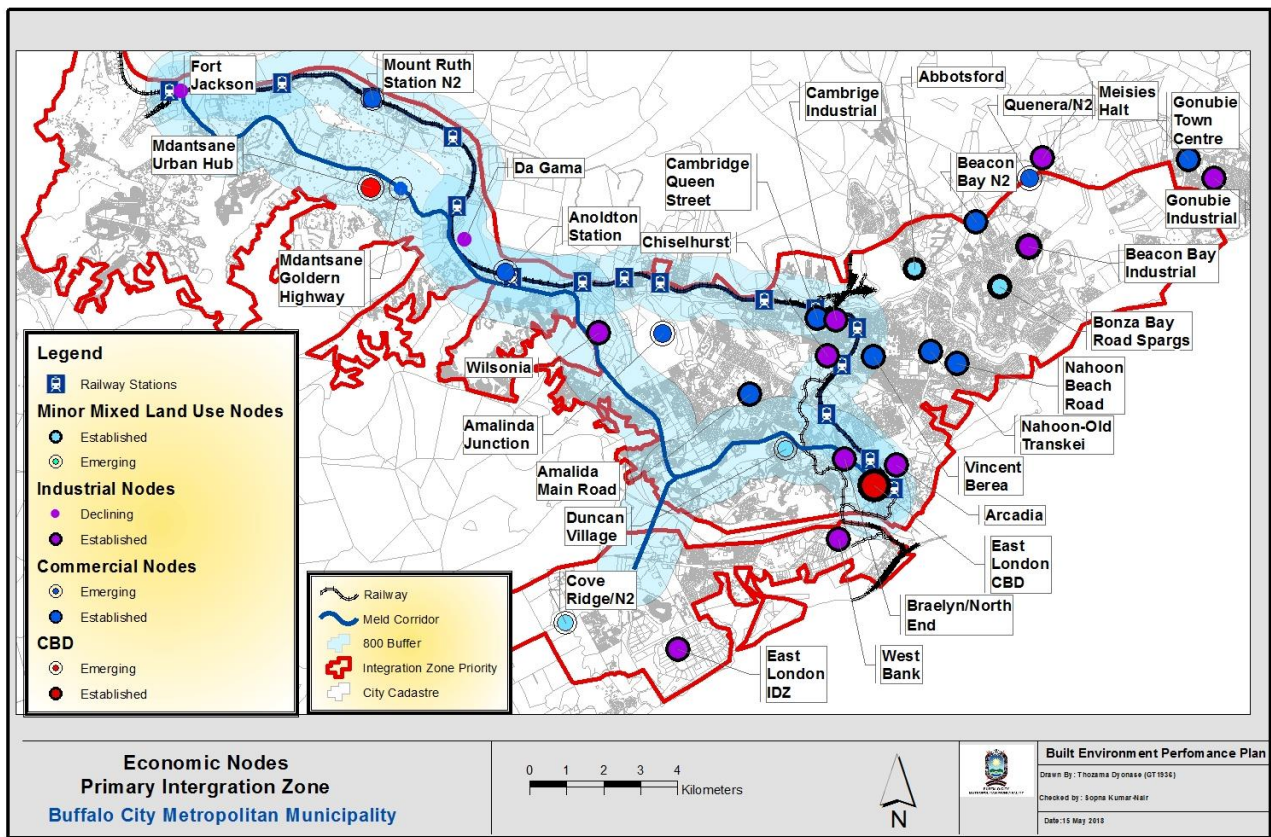 Fort
Jackson
Mount Ruth
Station N2
Cambrige
Industrial
Abbotsford
Quenera/N2
Meisies
Halt
Gonubie
Town
Centre
Mdantsane
Urban Hub
Da Gama
Cambridge
Queen
Street
Beacon
Bay N2
Gonubie
Industrial
Anoldton
Station
Chiselhurst
Mdantsane
Goldern
Highway
Beacon Bay
Industrial
Bonza Bay
Road Spargs
Wilsonia
Nahoon
Beach
Road
Amalinda
Junction
Nahoon-Old
Transkei
Amalida
Main Road
Vincent
Berea
Duncan
Village
Arcadia
East
London
CBD
Cove
Ridge/N2
Braelyn/North
End
East
London
IDZ
West
Bank
Legend
Railway Stations
Minor Mixed Land Use Nodes
Established
Emerging
Industrial Nodes
Declining
Established
Commercial Nodes
Emerging
Established
CBD
Emerging
Established
Railway
Meld Corridor
800 Buffer
Integration Zone Priority
City Cadastre
Economic Nodes
Primary Intergration Zone
Buffalo City Metropolitan Municipality
0 1 2 3 4
Kilometers
N
Built Environment Perfomance Plan
Drawn By: Thozama Dyonase (GT1936)
Checked by: Sopna Kumar-Nair
Date: 15 May 2013